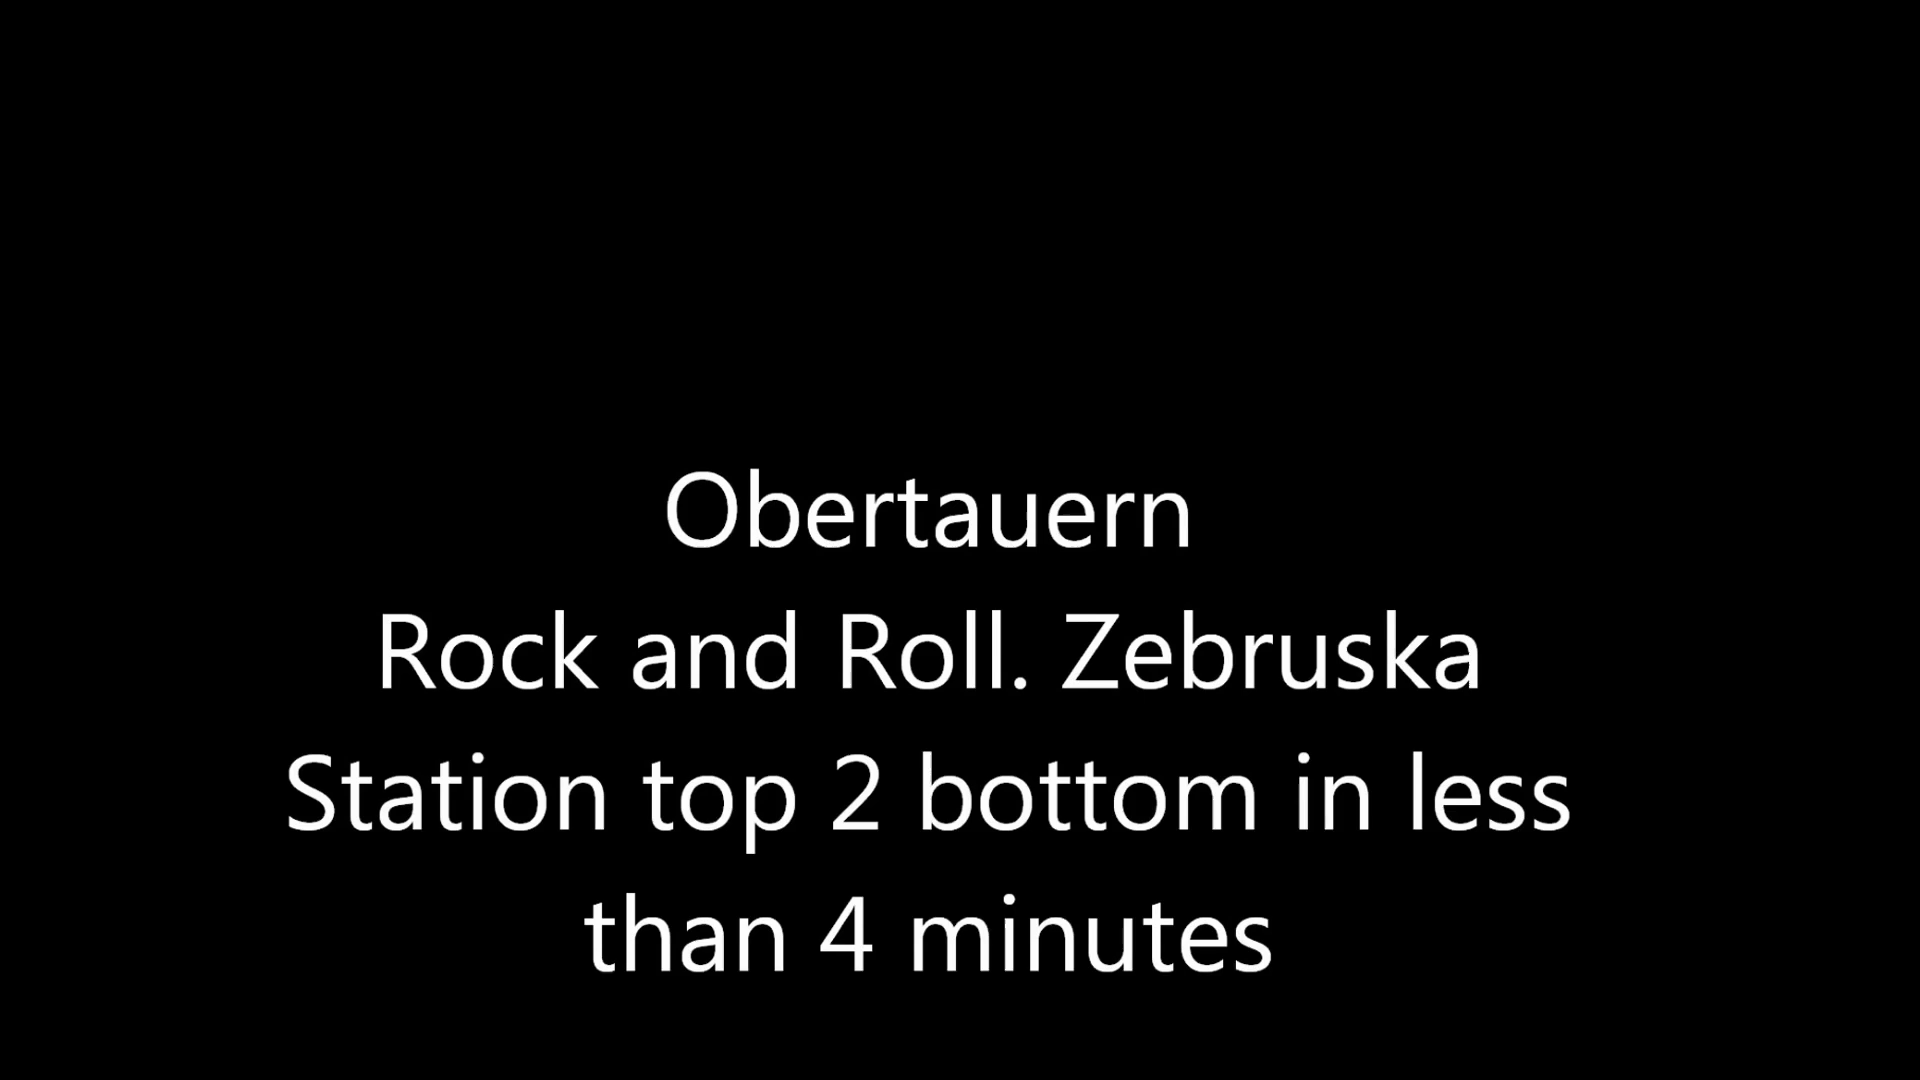 Obertauern
Rock and Roll. Zebruska
Station top 2 bottom in less
than 4 minutes